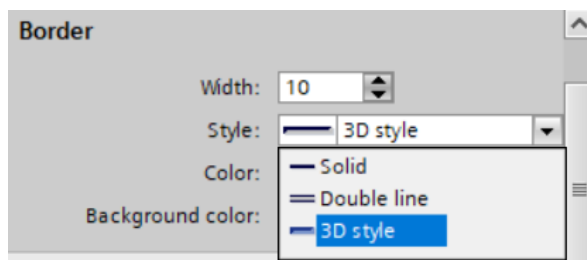 Border
Width: 10
Style: 3D style
Color:
Solid
Double line
Background color:
3D style